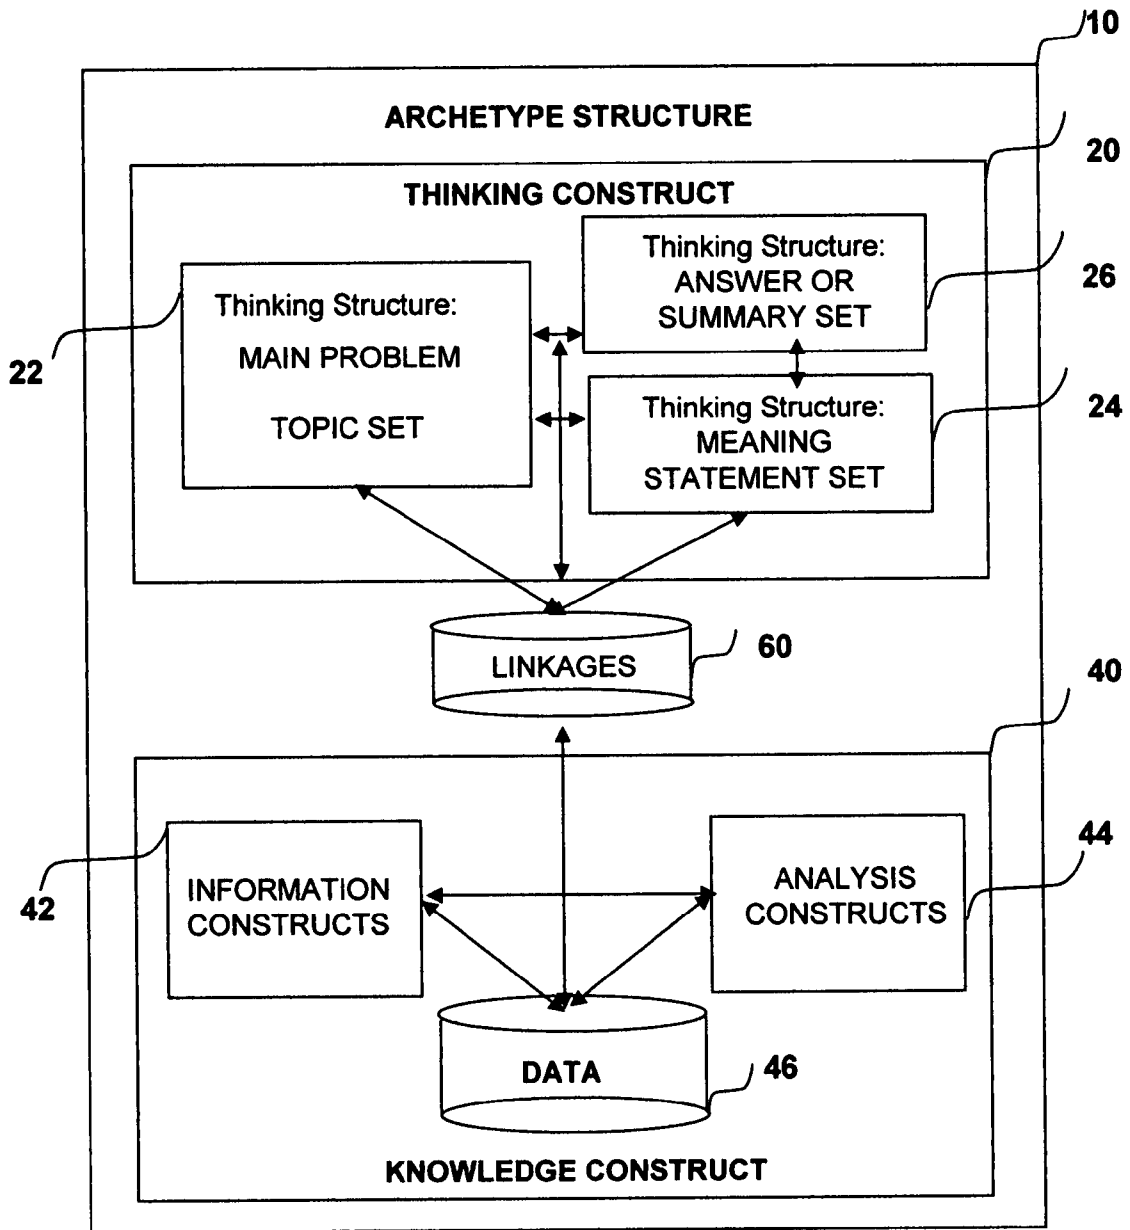 10
ARCHETYPE STRUCTURE
20
THINKING CONSTRUCT
Thinking Structure:
ANSWER OR
SUMMARY SET
26
Thinking Structure:
MAIN PROBLEM
TOPIC SET
22
Thinking Structure:
MEANING
STATEMENT SET
24
LINKAGES
60
40
INFORMATION
CONSTRUCTS
42
ANALYSIS
CONSTRUCTS
44
DATA
46
KNOWLEDGE CONSTRUCT